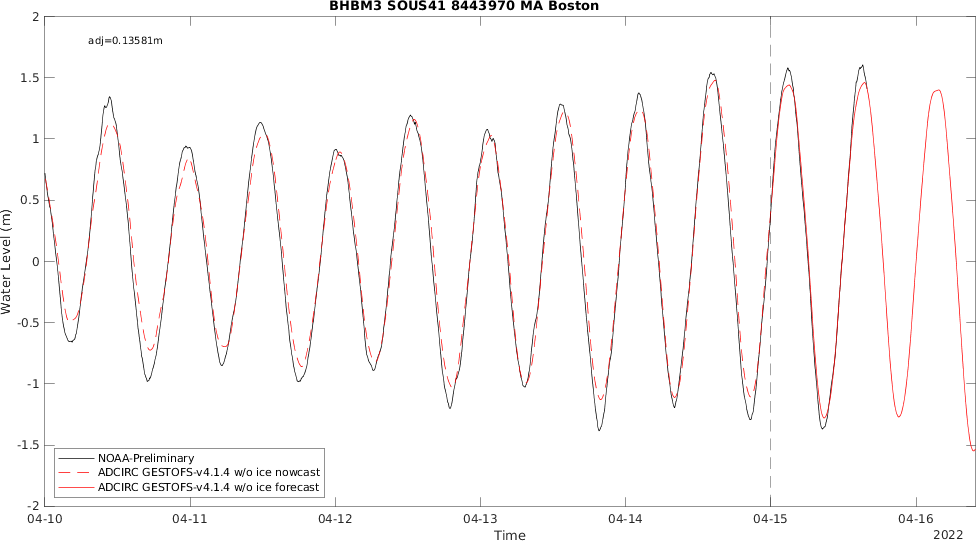 BHBM3 SOUS41 8443970 MA Boston
adj=0.13581m
2
1.5
1
0.5
0
-0.5
-1
-1.5
-2
Water Level (m)
NOAA-Preliminary
ADCIRC GESTOFS-v4.1.4 w/o ice nowcast
ADCIRC GESTOFS-v4.1.4 w/o ice forecast
04-10 04-11 04-12 04-13 04-14 04-15 04-16
Time
2022